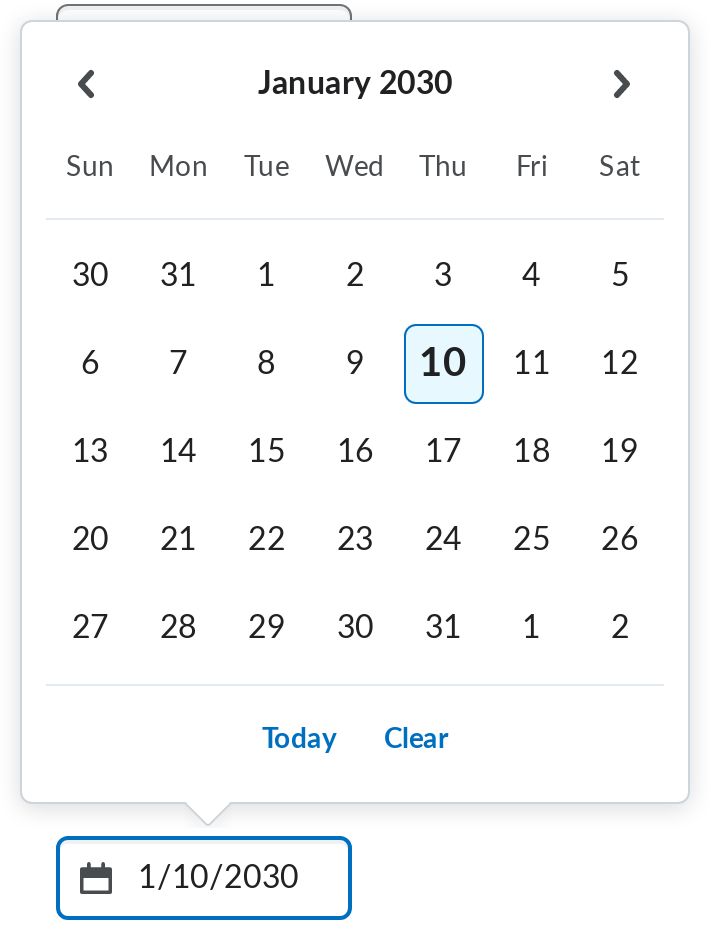 January 2030
Sun Mon Tue Wed Thu Fri Sat
30 31 1 2 3 4 5
6 7 8 9 10 11 12
13 14 15 16 17 18 19
20 21 22 23 24 25 26
27 28 29 30 31 1 2
Today Clear
1/10/2030